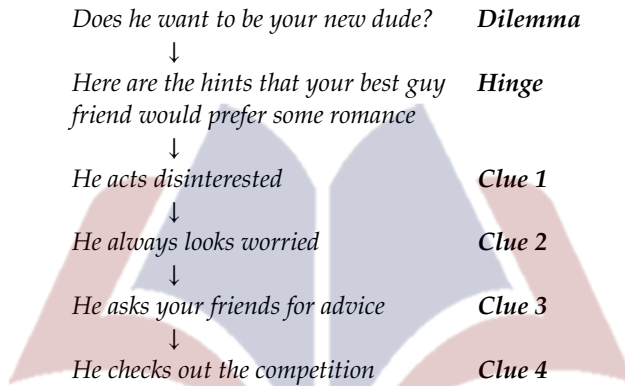 Does he want to be your new dude? Dilemma
↓
Here are the hints that your best guy Hinge
friend would prefer some romance
↓
He acts disinterested Clue 1
↓
He always looks worried Clue 2
↓
He asks your friends for advice Clue 3
↓
He checks out the competition Clue 4